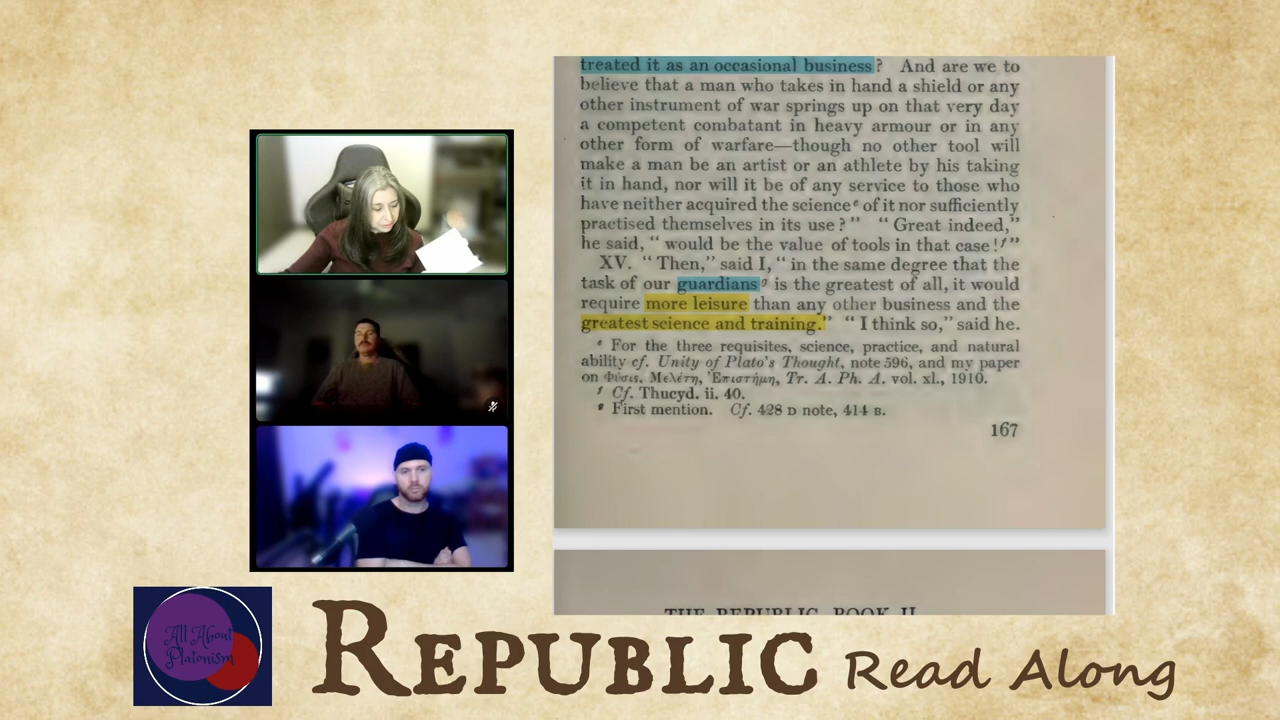 treated it as an occasional business? And are we to
believe that a man who takes in hand a shield or any
other instrument of war springs up on that very day
a competent combatant in heavy armour or in any
other form of warfare—though no other tool will
make a man be an artist or an athlete by his taking
it in hand, nor will it be of any service to those who
have neither acquired the scienceᵉ of it nor sufficiently
practised themselves in its use?” “Great indeed,”
he said, “would be the value of tools in that case!ᶠ”
XV. “Then,” said I, “in the same degree that the
task of our guardiansᵍ is the greatest of all, it would
require more leisure than any other business and the
greatest science and training.” “I think so,” said he.
ᵉ For the three requisites, science, practice, and natural
ability cf. Unity of Plato's Thought, note 596, and my paper
on Φύσις, Μελέτη, Ἐπιστήμη, Tr. A. Ph. A. vol. xl., 1910.
ᶠ Cf. Thucyd. ii. 40.
ᵍ First mention. Cf. 428 D note, 414 B.
167
THE REPUBLIC, BOOK II
All About
Platonism
REPUBLIC Read Along